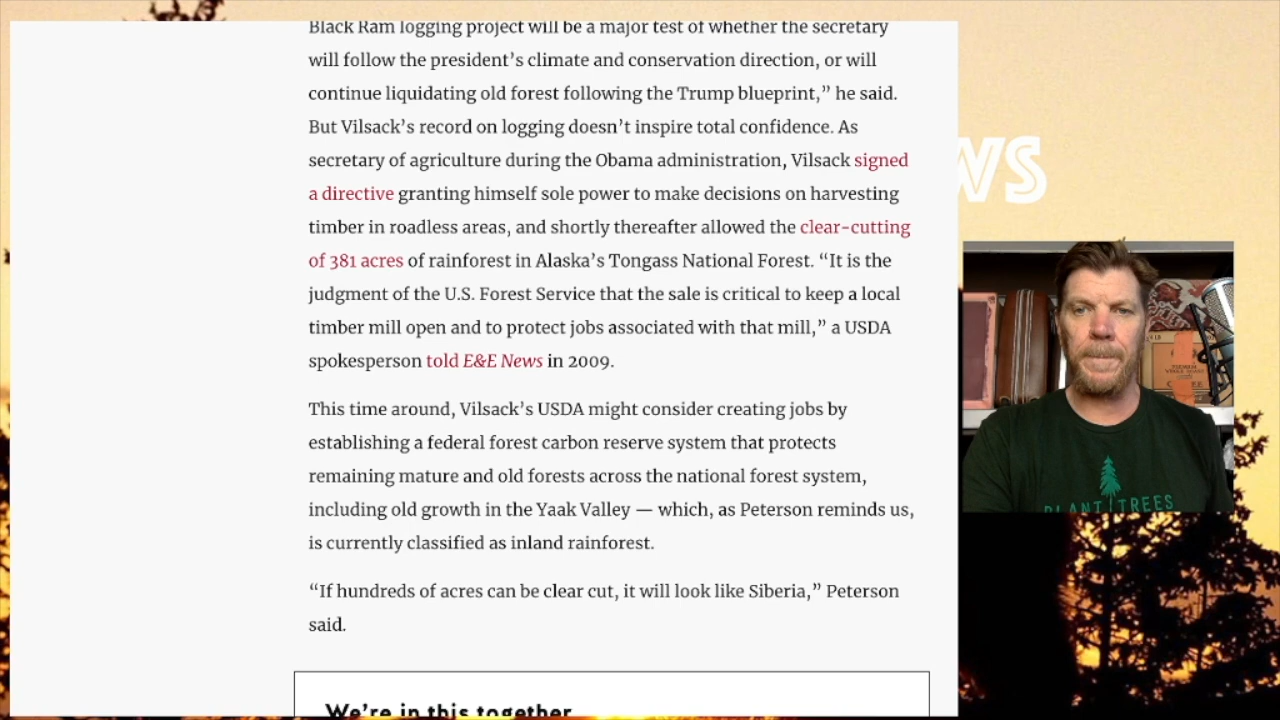 Black Ram logging project will be a major test of whether the secretary
will follow the president’s climate and conservation direction, or will
continue liquidating old forest following the Trump blueprint,” he said.
But Vilsack’s record on logging doesn’t inspire total confidence. As
secretary of agriculture during the Obama administration, Vilsack signed
a directive granting himself sole power to make decisions on harvesting
timber in roadless areas, and shortly thereafter allowed the clear-cutting
of 381 acres of rainforest in Alaska’s Tongass National Forest. “It is the
judgment of the U.S. Forest Service that the sale is critical to keep a local
timber mill open and to protect jobs associated with that mill,” a USDA
spokesperson told E&E News in 2009.
This time around, Vilsack’s USDA might consider creating jobs by
establishing a federal forest carbon reserve system that protects
remaining mature and old forests across the national forest system,
including old growth in the Yaak Valley — which, as Peterson reminds us,
is currently classified as inland rainforest.
“If hundreds of acres can be clear cut, it will look like Siberia,” Peterson
said.
We’re in this together
WS
PLANT TREES